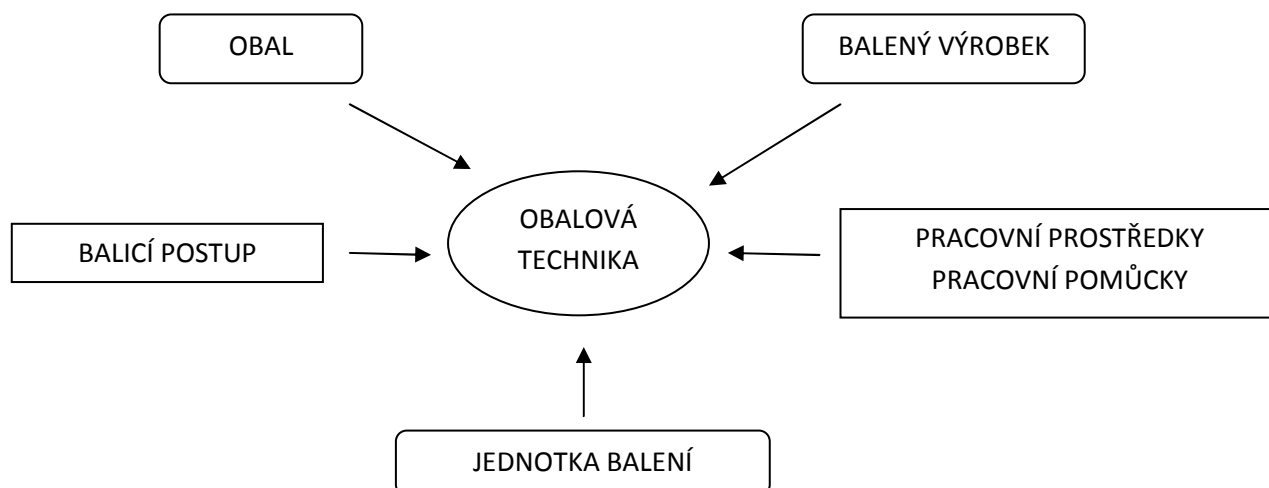 OBAL
BALENÝ VÝROBEK
OBALOVÁ
TECHNIKA
BALICÍ POSTUP
PRACOVNÍ PROSTŘEDKY
PRACOVNÍ POMŮCKY
JEDNOTKA BALENÍ